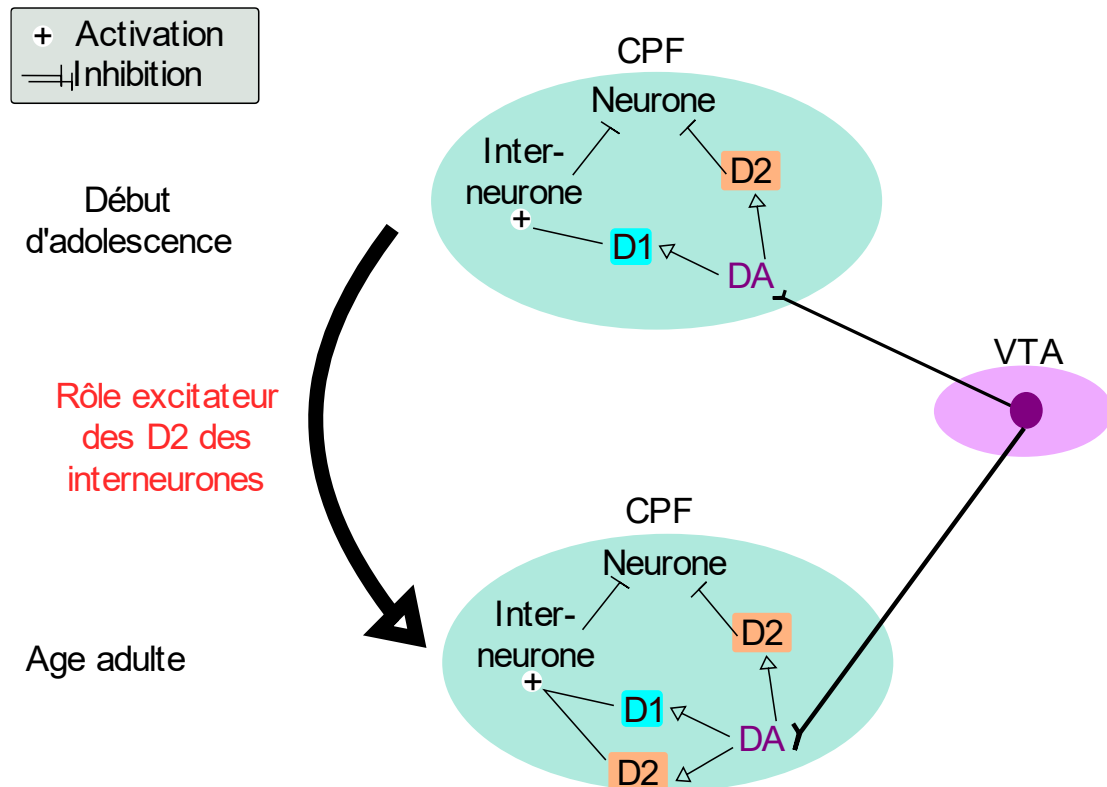 + Activation
Inhibition
CPF
Neurone
Inter-
neurone
+
D2
D1
DA
Début
d'adolescence
VTA
Rôle excitateur
des D2 des
interneurones
CPF
Neurone
Inter-
neurone
+
D2
D1
DA
D2
Age adulte